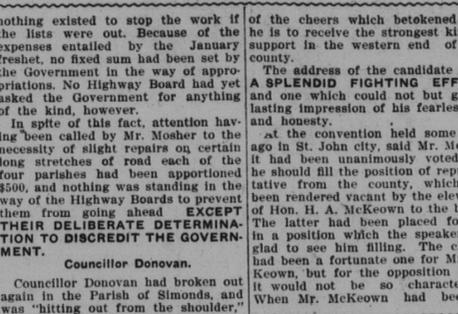 nothing existed to stop the work if
the lists were out. Because of the
expenses entailed by the January
freshet, no fixed sum had been set by
the Government in the way of appro-
priations. No Highway Board had yet
asked the Government for anything
of the kind, however.
In spite of this fact, attention hav-
ing been called by Mr. Mosher to the
necessity of slight repairs on certain
long stretches of road each of the
four parishes had been apportioned
$500, and nothing was standing in the
way of the Highway Boards to prevent
them from going ahead EXCEPT
THEIR DELIBERATE DETERMINA-
TION TO DISCREDIT THE GOVERN-
MENT.
Councillor Donovan.
Councillor Donovan had broken out
again in the Parish of Simonds, and
was "hitting out from the shoulder,"
of the cheers which betokened
he is to receive the strongest ki
support in the western end of
county.
The address of the candidate
A SPLENDID FIGHTING EFF
and one which could not but g
lasting impression of his fearles
and honesty.
At the convention held some
ago in St. John city, said Mr. Mc
it had been unanimously voted
he should fill the position of repr
tative from the county, which
been rendered vacant by the elev
of Hon. H. A. McKeown to the b
The latter had been placed fo
in a position which the speaker
glad to see him filling. The c
had been a fortunate one for M
Keown, but for the opposition
it would not be so characte
When Mr. McKeown had bee